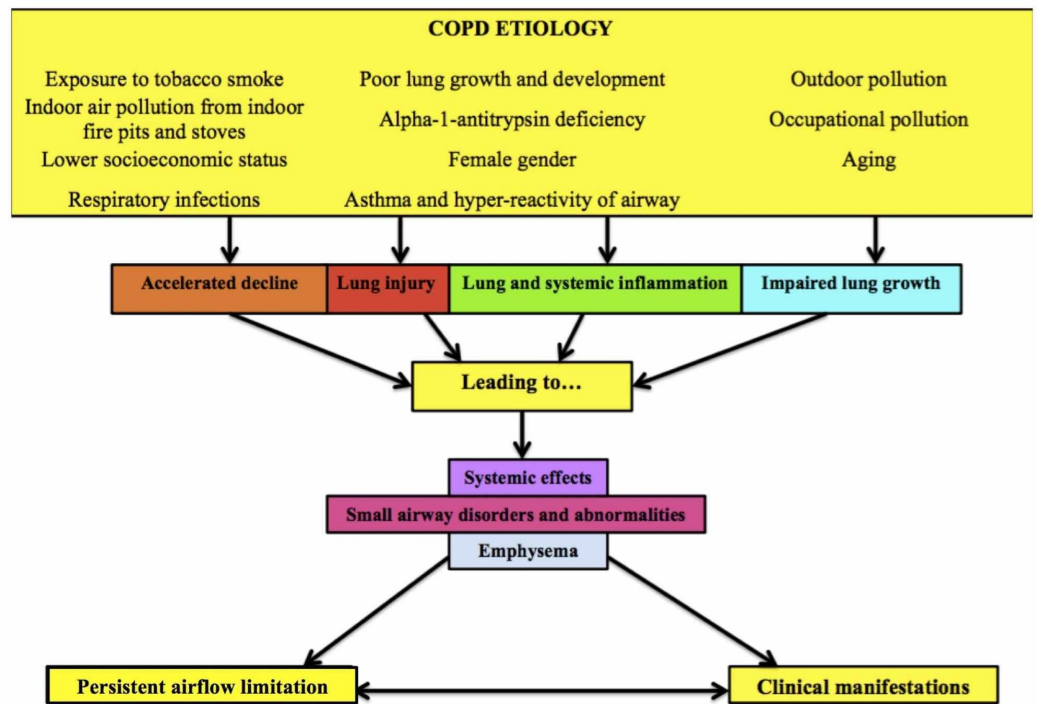 COPD ETIOLOGY
Exposure to tobacco smoke
Indoor air pollution from indoor
fire pits and stoves
Lower socioeconomic status
Respiratory infections
Poor lung growth and development
Alpha-1-antitrypsin deficiency
Female gender
Asthma and hyper-reactivity of airway
Outdoor pollution
Occupational pollution
Aging
Accelerated decline
Lung injury
Lung and systemic inflammation
Impaired lung growth
Leading to…
Systemic effects
Small airway disorders and abnormalities
Emphysema
Persistent airflow limitation
Clinical manifestations